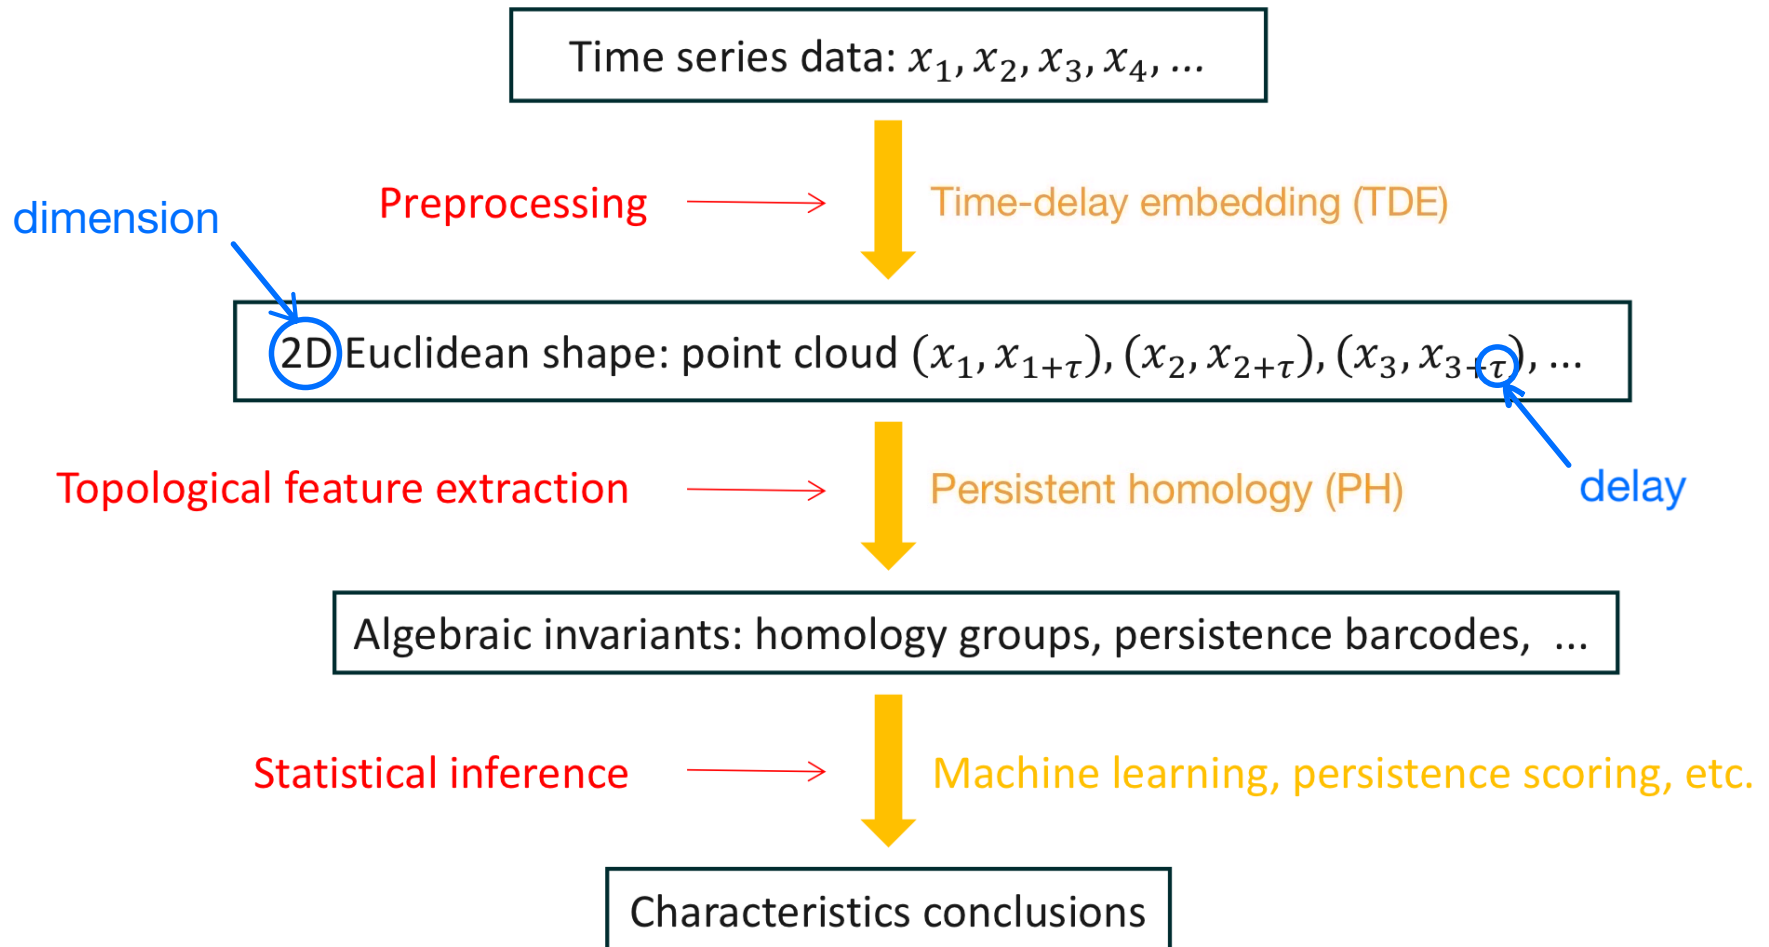 Time series data: x₁, x₂, x₃, x₄, ...
Preprocessing
Time-delay embedding (TDE)
dimension
2D Euclidean shape: point cloud (x₁, x₁₊τ), (x₂, x₂₊τ), (x₃, x₃₊τ), ...
Topological feature extraction
Persistent homology (PH)
delay
Algebraic invariants: homology groups, persistence barcodes, ...
Statistical inference
Machine learning, persistence scoring, etc.
Characteristics conclusions